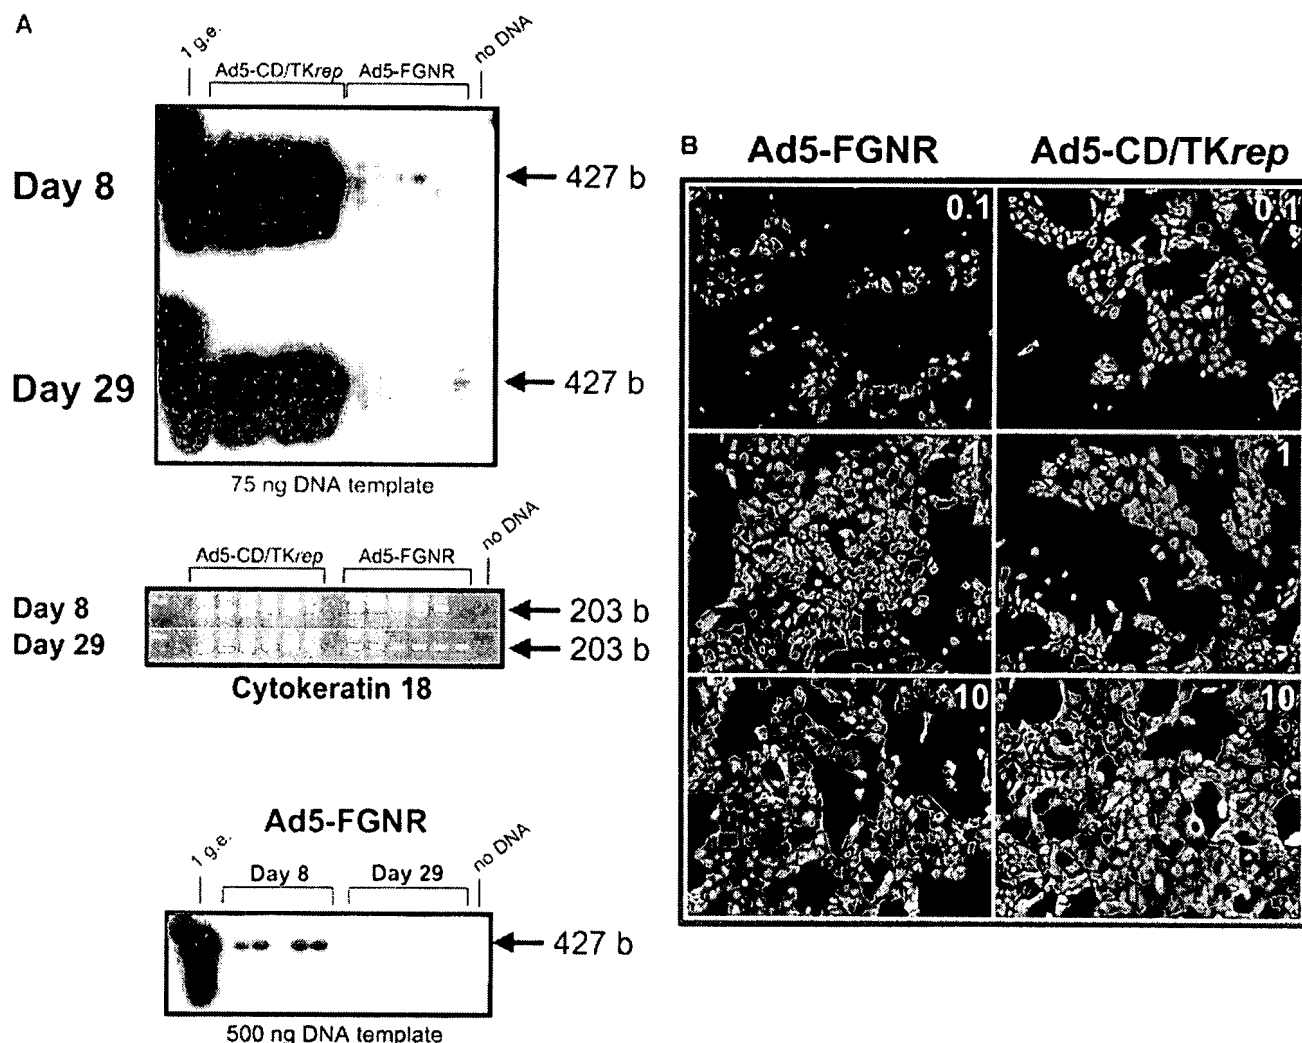 A
1 g.e.
Ad5-CD/TKrep
Ad5-FGNR
no DNA
Day 8
427 b
Day 29
427 b
75 ng DNA template
Ad5-CD/TKrep
Ad5-FGNR
no DNA
Day 8
203 b
Day 29
203 b
Cytokeratin 18
Ad5-FGNR
1 g.e.
Day 8
Day 29
no DNA
427 b
500 ng DNA template
B
Ad5-FGNR
Ad5-CD/TKrep
0.1
0.1
1
1
10
10